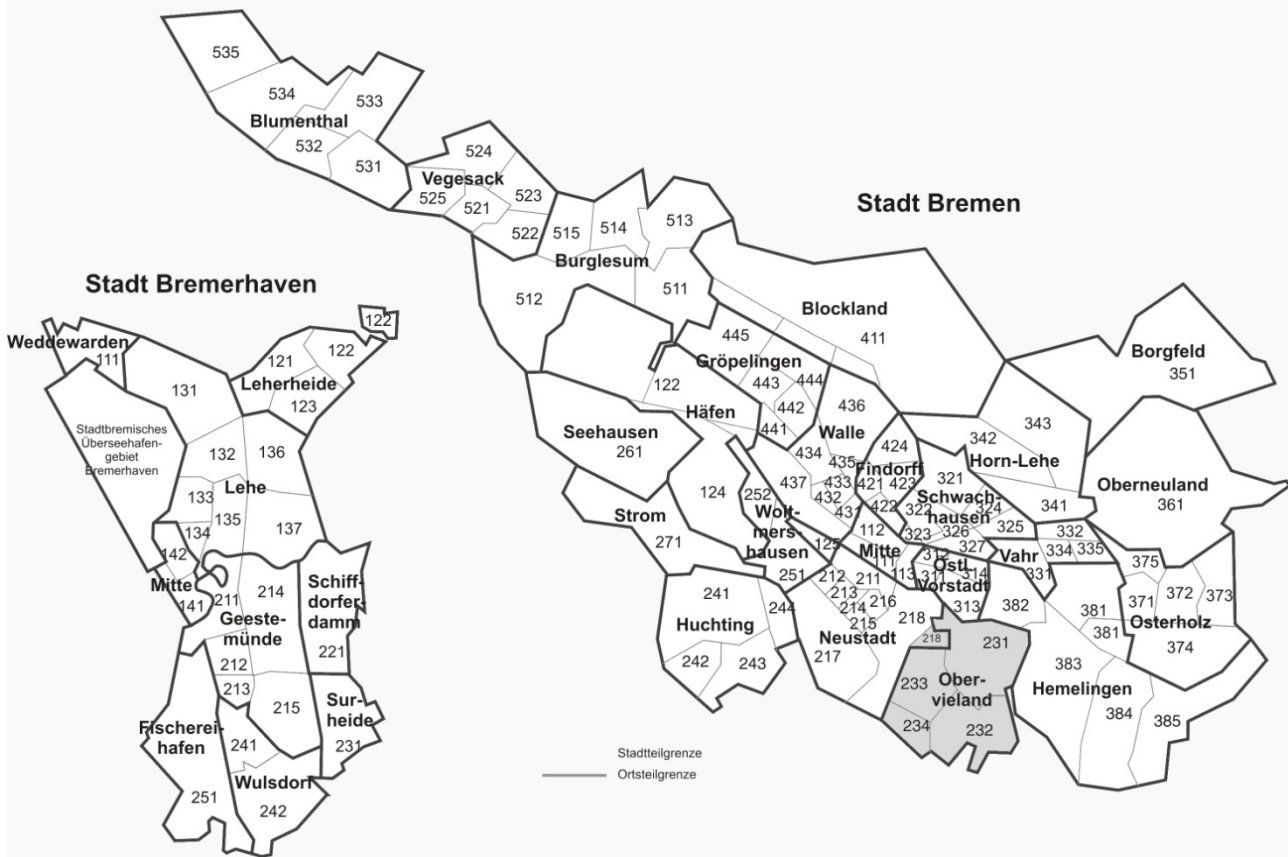 535
534
533
Blumenthal
532
531
524
Vegesack
525
521
523
522
515
514
513
Burglesum
512
511
Stadt Bremen
Blockland
411
Borgfeld
351
445
Gröpelingen
443
444
442
441
122
Häfen
Seehausen
261
436
Walle
434
435
433
432
431
437
424
Findorff
421
423
422
342
343
Horn-Lehe
341
321
Schwach-
hausen
322
324
325
323
326
327
Oberneuland
361
124
252
Wolt-
mers-
hausen
251
125
Strom
271
112
Mitte
111
113
312
Östl.
311
314
Vorstadt
313
332
Vahr
334
335
331
375
371
372
373
Osterholz
374
241
Huchting
244
242
243
212
211
213
214
216
215
218
Neustadt
217
218
231
233
Ober-
vieland
234
232
382
381
381
383
Hemelingen
384
385
Stadt Bremerhaven
Weddewarden
111
122
121
122
Leherheide
123
131
Stadtbremisches
Überseehafen-
gebiet
Bremerhaven
132
136
Lehe
133
135
134
137
142
Mitte
141
211
214
Geeste-
münde
212
213
215
Schiff-
dorfer-
damm
221
Sur-
heide
231
Fischerei-
hafen
251
241
Wulsdorf
242
Stadtteilgrenze
Ortsteilgrenze